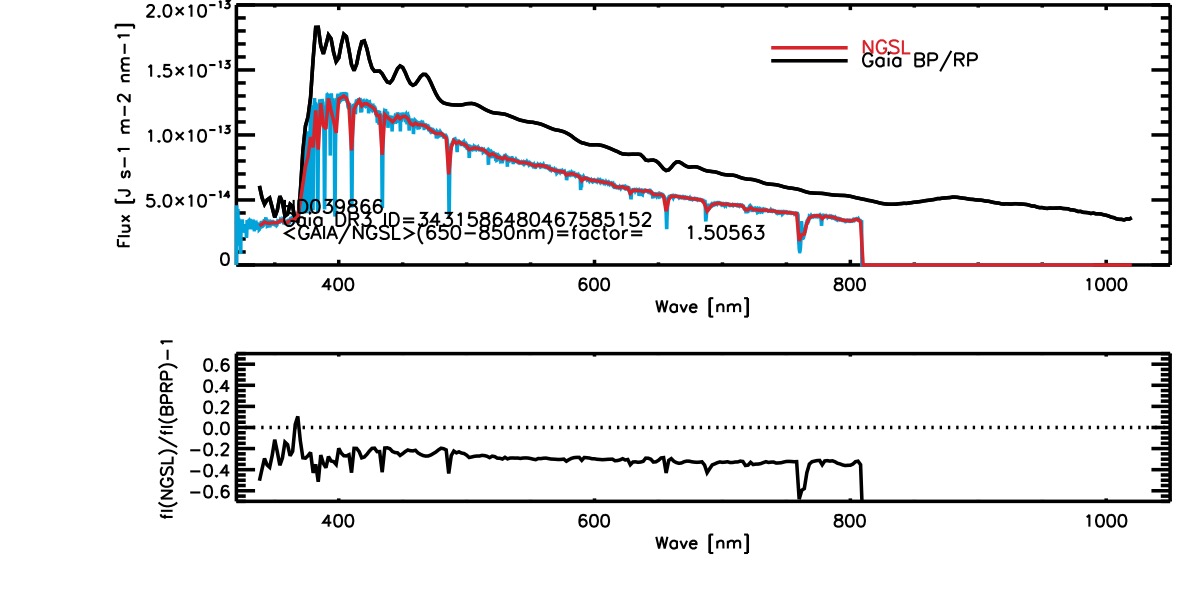 2.0×10−13
NGSL
Gaia BP/RP
1.5×10−13
1.0×10−13
5.0×10−14
0
Flux [J s−1 m−2 nm−1]
HD039866
Gaia DR3 ID=3431586480467585152
<GAIA/NGSL>(650−850nm)=factor= 1.50563
400 600 800 1000
Wave [nm]
fl(NGSL)/fl(BPRP)−1
0.6
0.4
0.2
0.0
−0.2
−0.4
−0.6
400 600 800 1000
Wave [nm]